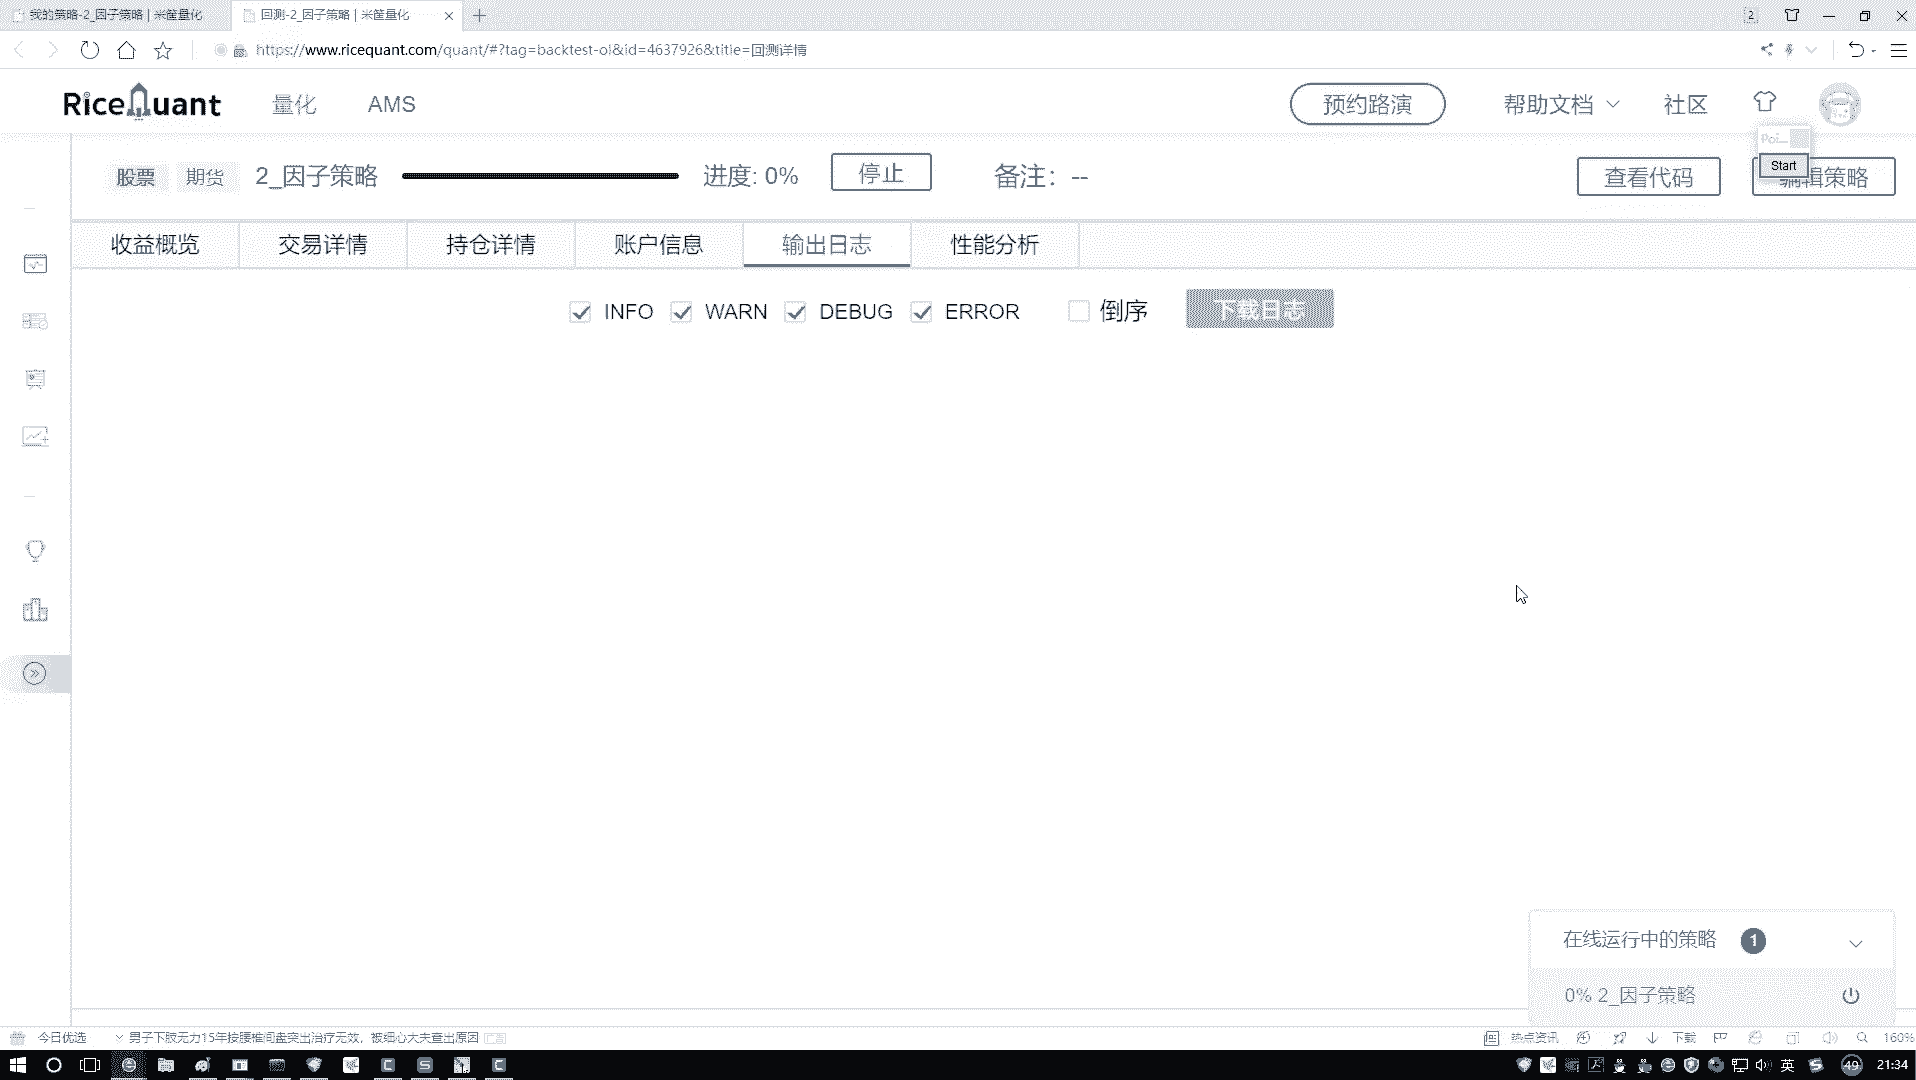 我的策略-2_因子策略 | 米筐量化
回测-2_因子策略 | 米筐量化
2
https://www.ricequant.com/quant/#?tag=backtest-ol&id=4637926&title=回测详情
RiceQuant
量化
AMS
预约路演
帮助文档
社区
Poi...
Start
股票
期货
2_因子策略
进度: 0%
停止
备注: --
查看代码
编辑策略
收益概览
交易详情
持仓详情
账户信息
输出日志
性能分析
INFO
WARN
DEBUG
ERROR
倒序
下载日志
在线运行中的策略
1
0% 2_因子策略
今日优选
男子下肢无力15年按腰椎间盘突出治疗无效，被细心大夫查出原因
热点资讯
下载
160%
英
49
21:34